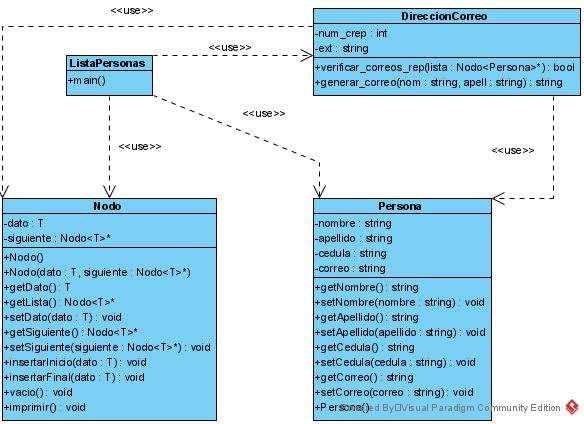 <<use>>
DireccionCorreo
-num_crep : int
-ext : string
+verificar_correos_rep(lista : Nodo<Persona>*) : bool
+generar_correo(nom : string, apell : string) : string
<<use>>
ListaPersonas
+main()
<<use>>
<<use>>
<<use>>
Nodo
-dato : T
-siguiente : Nodo<T>*
+Nodo()
+Nodo(dato : T, siguiente : Nodo<T>*)
+getDato() : T
+getLista() : Nodo<T>*
+setDato(dato : T) : void
+getSiguiente() : Nodo<T>*
+setSiguiente(siguiente : Nodo<T>*) : void
+insertarInicio(dato : T) : void
+insertarFinal(dato : T) : void
+vacio() : void
+imprimir() : void
Persona
-nombre : string
-apellido : string
-cedula : string
-correo : string
+getNombre() : string
+setNombre(nombre : string) : void
+getApellido() : string
+setApellido(apellido : string) : void
+getCedula() : string
+setCedula(cedula : string) : void
+getCorreo() : string
+setCorreo(correo : string) : void
+Persona()
Visual Paradigm Community Edition